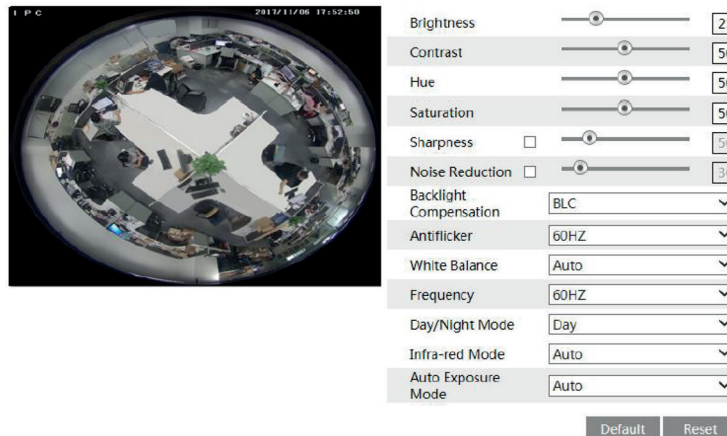 IPC 2017/11/06 17:52:50
Brightness
Contrast
Hue
Saturation
Sharpness
Noise Reduction
Backlight Compensation BLC
Antiflicker 60HZ
White Balance Auto
Frequency 60HZ
Day/Night Mode Day
Infra-red Mode Auto
Auto Exposure Mode Auto
Default Reset